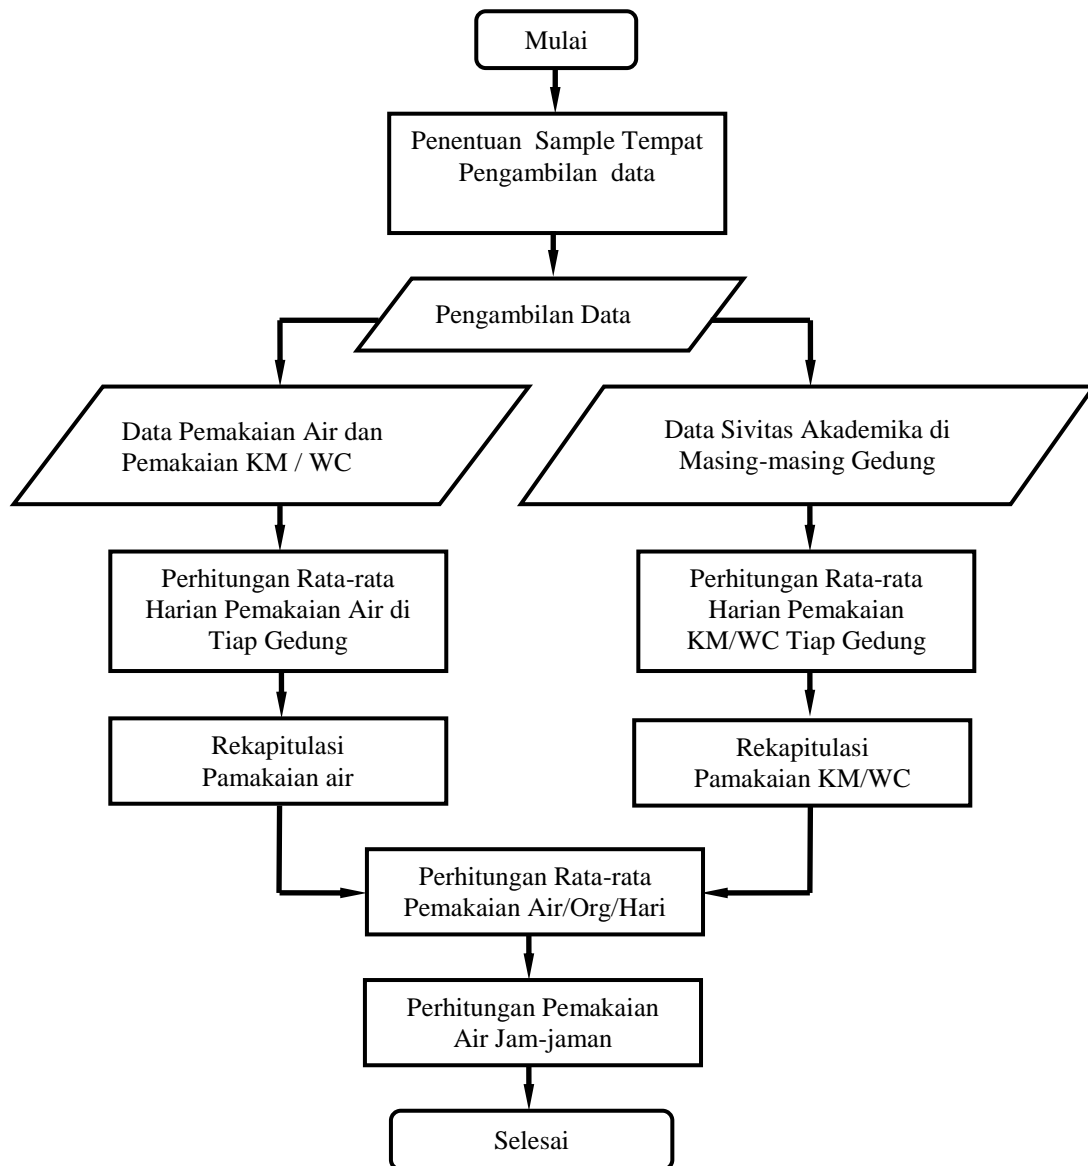 Mulai
Penentuan Sample Tempat
Pengambilan data
Pengambilan Data
Data Pemakaian Air dan
Pemakaian KM / WC
Data Sivitas Akademika di
Masing-masing Gedung
Perhitungan Rata-rata
Harian Pemakaian Air di
Tiap Gedung
Perhitungan Rata-rata
Harian Pemakaian
KM/WC Tiap Gedung
Rekapitulasi
Pamakaian air
Rekapitulasi
Pamakaian KM/WC
Perhitungan Rata-rata
Pemakaian Air/Org/Hari
Perhitungan Pemakaian
Air Jam-jaman
Selesai